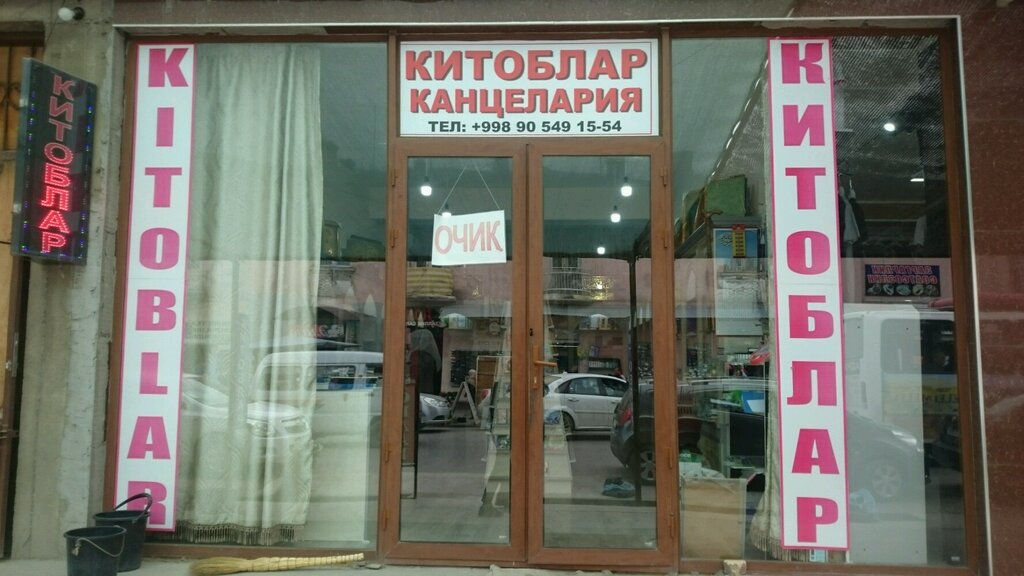 КИТОБЛАР
KITOBLAR
КИТОБЛАР
КАНЦЕЛАРИЯ
ТЕЛ: +998 90 549 15-54
ОЧИК
КИТОБЛАР